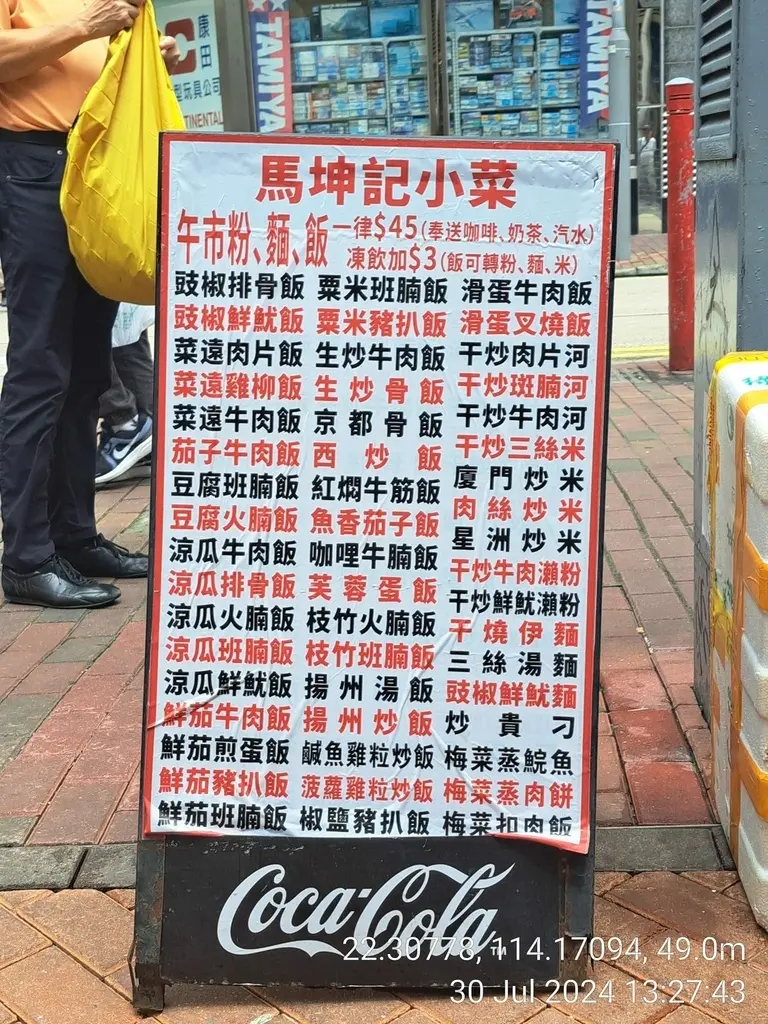 康田
型玩具公司
TINENTAL
TAMIYA
TAMIYA
馬坤記小菜
午市粉、麵、飯一律$45(奉送咖啡、奶茶、汽水)
凍飲加$3(飯可轉粉、麵、米)
豉椒排骨飯 粟米班腩飯 滑蛋牛肉飯
豉椒鮮魷飯 粟米豬扒飯 滑蛋叉燒飯
菜遠肉片飯 生炒牛肉飯 干炒肉片河
菜遠雞柳飯 生炒骨飯 干炒斑腩河
菜遠牛肉飯 京都骨飯 干炒牛肉河
茄子牛肉飯 西炒飯 干炒三絲米
豆腐班腩飯 紅燜牛筋飯 廈門炒米
豆腐火腩飯 魚香茄子飯 肉絲炒米
涼瓜牛肉飯 咖哩牛腩飯 星洲炒米
涼瓜排骨飯 芙蓉蛋飯 干炒牛肉瀨粉
涼瓜火腩飯 枝竹火腩飯 干炒鮮魷瀨粉
涼瓜班腩飯 枝竹班腩飯 干燒伊麵
涼瓜鮮魷飯 揚州湯飯 三絲湯麵
鮮茄牛肉飯 揚州炒飯 豉椒鮮魷麵
鮮茄煎蛋飯 鹹魚雞粒炒飯 炒貴刁
鮮茄豬扒飯 菠蘿雞粒炒飯 梅菜蒸鯇魚
鮮茄班腩飯 椒鹽豬扒飯 梅菜蒸肉餅
梅菜扣肉飯
Coca-Cola
22.30778, 114.17094, 49.0m
30 Jul 2024 13:27:43